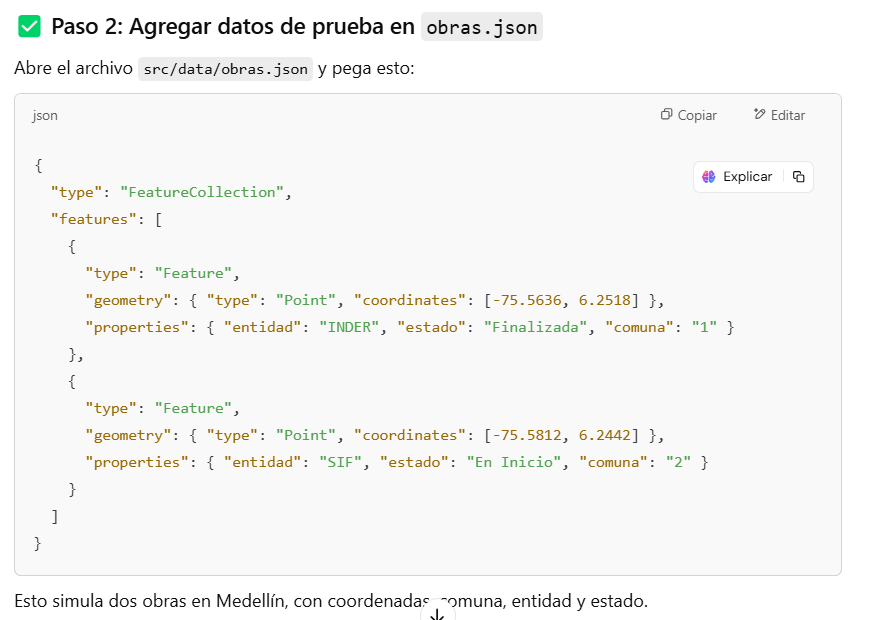 Paso 2: Agregar datos de prueba en obras.json
Abre el archivo src/data/obras.json y pega esto:
json
Copiar
Editar
Explicar
{
"type": "FeatureCollection",
"features": [
{
"type": "Feature",
"geometry": { "type": "Point", "coordinates": [-75.5636, 6.2518] },
"properties": { "entidad": "INDER", "estado": "Finalizada", "comuna": "1" }
},
{
"type": "Feature",
"geometry": { "type": "Point", "coordinates": [-75.5812, 6.2442] },
"properties": { "entidad": "SIF", "estado": "En Inicio", "comuna": "2" }
}
]
}
Esto simula dos obras en Medellín, con coordenadas, comuna, entidad y estado.